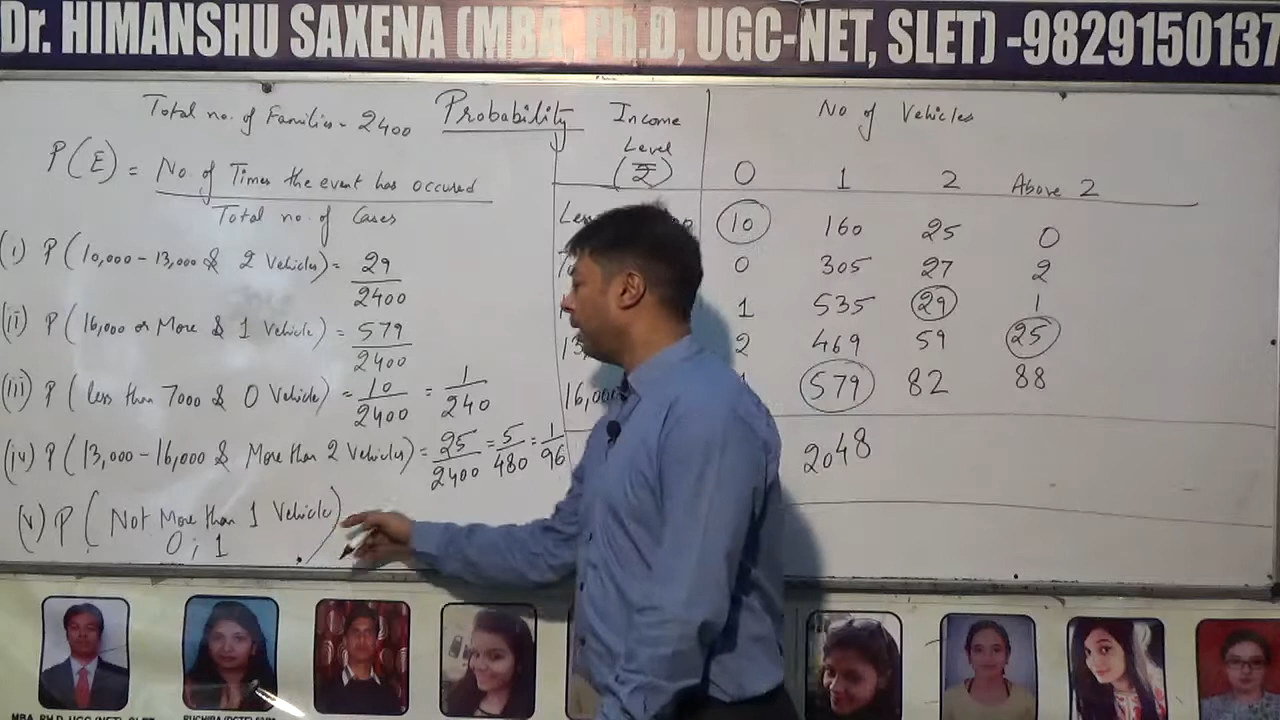 Dr. HIMANSHU SAXENA (MBA, Ph.D, UGC-NET, SLET) -9829150137
Total no. of Families - 2400
Probability
P(E) = No. of Times the event has occured
Total no. of Cases
(i) P (10,000 - 13,000 & 2 Vehicles) = 29/2400
(ii) P (16,000 or More & 1 Vehicle) = 579/2400
(iii) P (less than 7000 & 0 Vehicle) = 10/2400 = 1/240
(iv) P (13,000 - 16,000 & More than 2 Vehicles) = 25/2400 = 5/480 = 1/96
(v) P (Not More than 1 Vehicle)
0, 1
Income Level (₹)
No of Vehicles
0 1 2 Above 2
10 160 25 0
0 305 27 2
1 535 29 1
2 469 59 25
16,000 579 82 88
2048